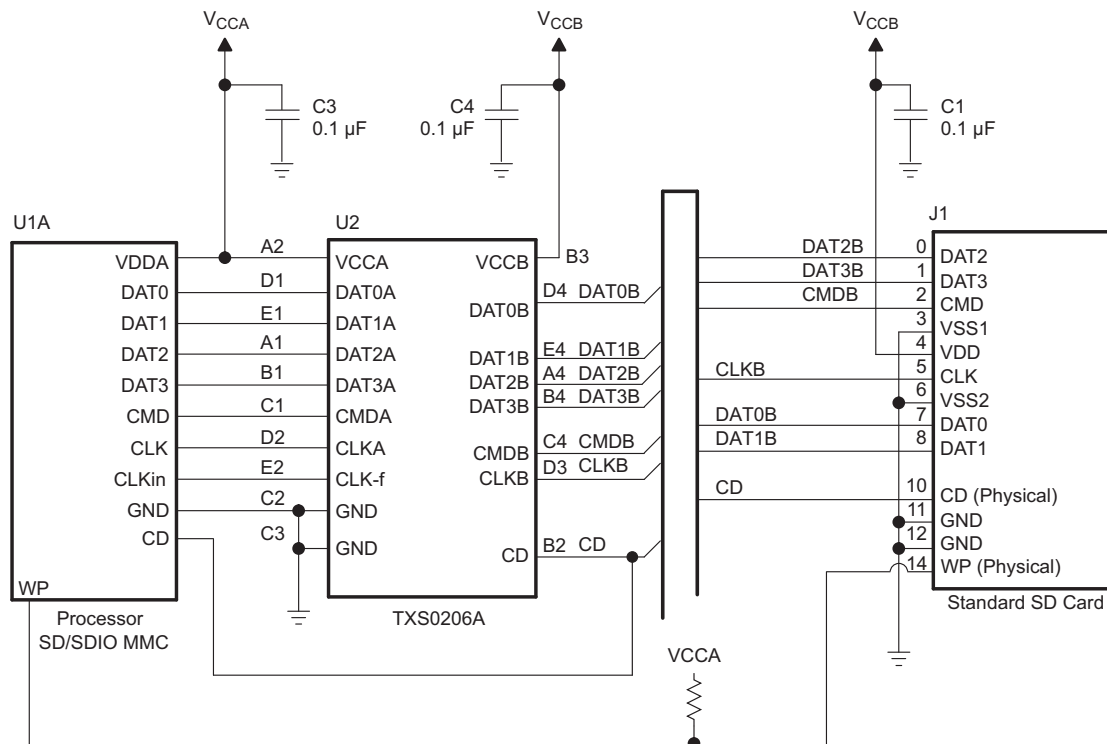 VCCA
VCCB
VCCB
C3
0.1 µF
C4
0.1 µF
C1
0.1 µF
U1A
VDDA
DAT0
DAT1
DAT2
DAT3
CMD
CLK
CLKin
GND
CD
WP
Processor
SD/SDIO MMC
A2
D1
E1
A1
B1
C1
D2
E2
C2
C3
U2
VCCA
DAT0A
DAT1A
DAT2A
DAT3A
CMDA
CLKA
CLK-f
GND
GND
VCCB
DAT0B
DAT1B
DAT2B
DAT3B
CMDB
CLKB
CD
TXS0206A
B3
D4 DAT0B
E4 DAT1B
A4 DAT2B
B4 DAT3B
C4 CMDB
D3 CLKB
B2 CD
VCCA
DAT2B
DAT3B
CMDB
CLKB
DAT0B
DAT1B
CD
J1
0 DAT2
1 DAT3
2 CMD
3 VSS1
4 VDD
5 CLK
6 VSS2
7 DAT0
8 DAT1
10 CD (Physical)
11 GND
12 GND
14 WP (Physical)
Standard SD Card